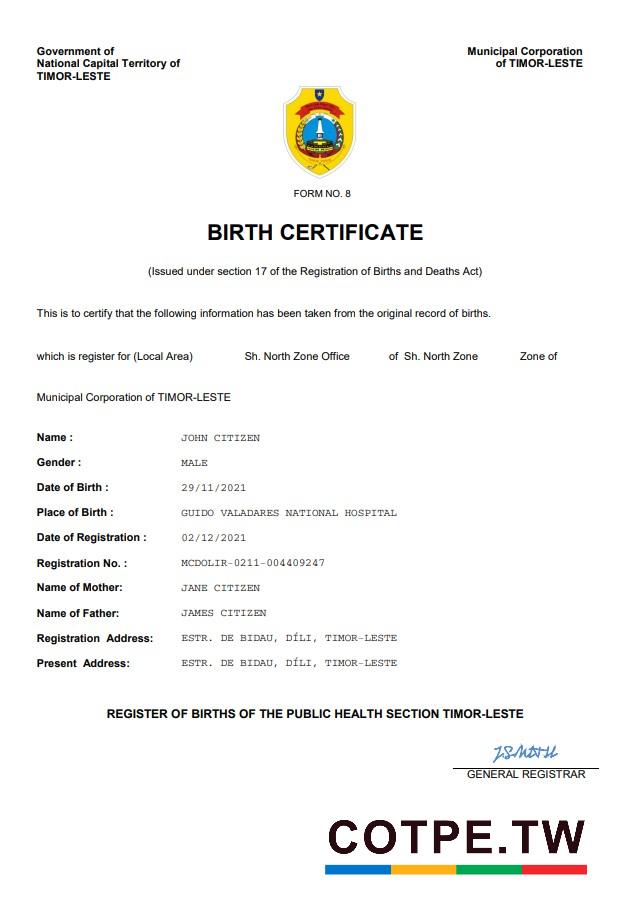 Government of
National Capital Territory of
TIMOR-LESTE
Municipal Corporation
of TIMOR-LESTE
FORM NO. 8
BIRTH CERTIFICATE
(Issued under section 17 of the Registration of Births and Deaths Act)
This is to certify that the following information has been taken from the original record of births.
which is register for (Local Area) Sh. North Zone Office of Sh. North Zone Zone of
Municipal Corporation of TIMOR-LESTE
Name : JOHN CITIZEN
Gender : MALE
Date of Birth : 29/11/2021
Place of Birth : GUIDO VALADARES NATIONAL HOSPITAL
Date of Registration : 02/12/2021
Registration No. : MCDOLIR-0211-004409247
Name of Mother: JANE CITIZEN
Name of Father: JAMES CITIZEN
Registration Address: ESTR. DE BIDAU, DÍLI, TIMOR-LESTE
Present Address: ESTR. DE BIDAU, DÍLI, TIMOR-LESTE
REGISTER OF BIRTHS OF THE PUBLIC HEALTH SECTION TIMOR-LESTE
GENERAL REGISTRAR
COTPE.TW